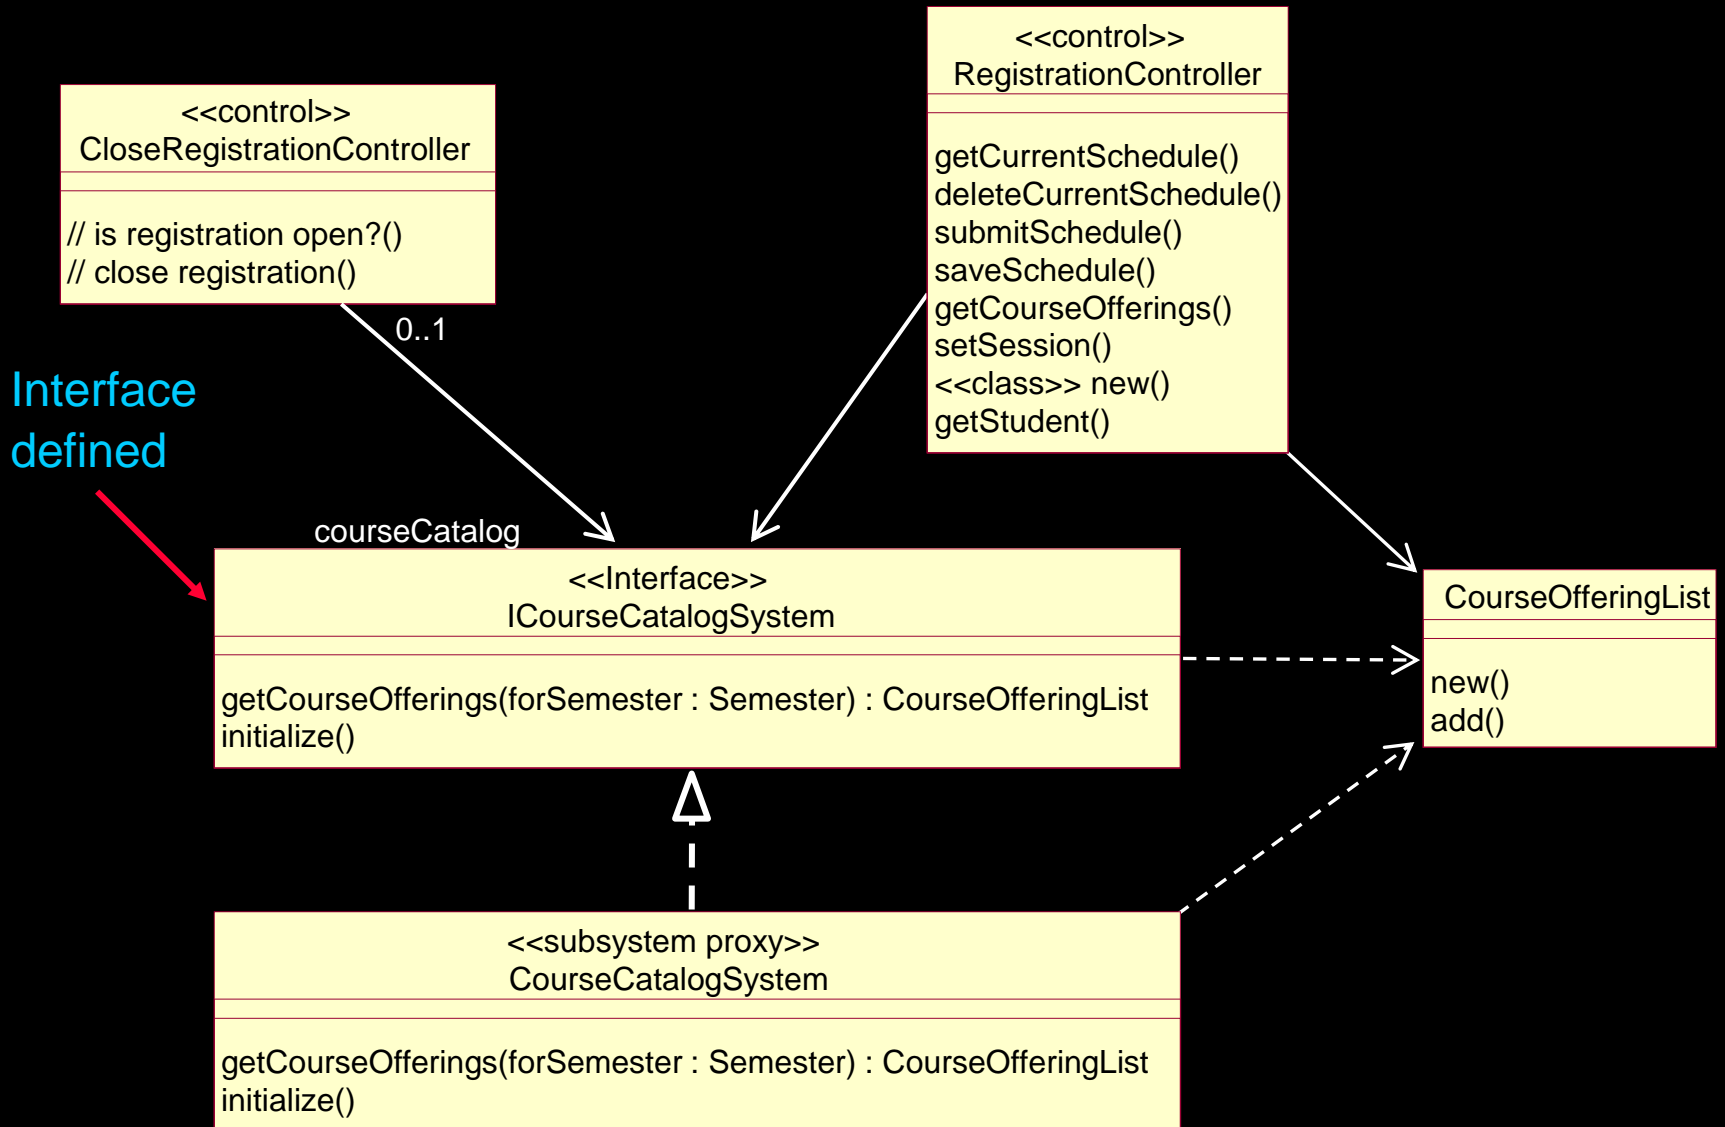 <<control>>
RegistrationController
getCurrentSchedule()
deleteCurrentSchedule()
submitSchedule()
saveSchedule()
getCourseOfferings()
setSession()
<<class>> new()
getStudent()
<<control>>
CloseRegistrationController
// is registration open?()
// close registration()
0..1
Interface
defined
courseCatalog
<<Interface>>
ICourseCatalogSystem
getCourseOfferings(forSemester : Semester) : CourseOfferingList
initialize()
CourseOfferingList
new()
add()
<<subsystem proxy>>
CourseCatalogSystem
getCourseOfferings(forSemester : Semester) : CourseOfferingList
initialize()